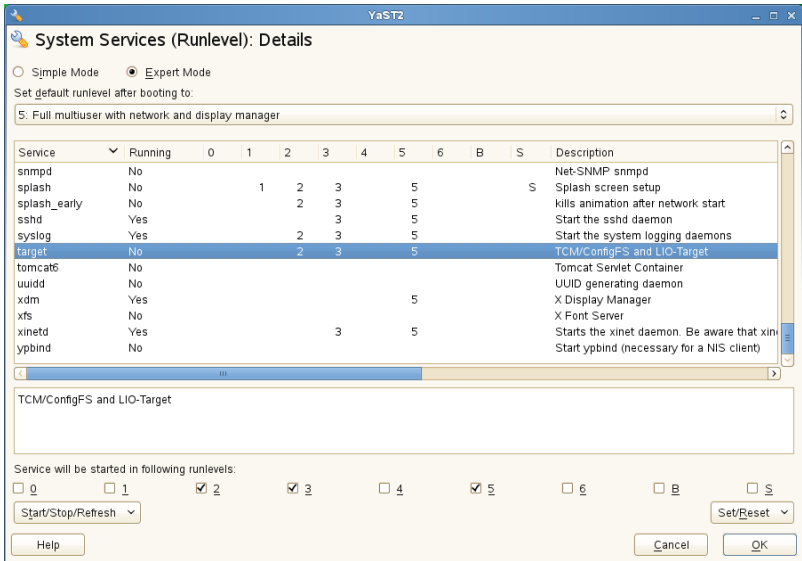 YaST2
System Services (Runlevel): Details
Simple Mode Expert Mode
Set default runlevel after booting to:
5: Full multiuser with network and display manager
Service Running 0 1 2 3 4 5 6 B S Description
snmpd No Net-SNMP snmpd
splash No 1 2 3 5 S Splash screen setup
splash_early No 2 3 5 kills animation after network start
sshd Yes 3 5 Start the sshd daemon
syslog Yes 2 3 5 Start the system logging daemons
target No 2 3 5 TCM/ConfigFS and LIO-Target
tomcat6 No Tomcat Servlet Container
uuidd No UUID generating daemon
xdm Yes 5 X Display Manager
xfs No X Font Server
xinetd Yes 3 5 Starts the xinet daemon. Be aware that xin
ypbind No Start ypbind (necessary for a NIS client)
TCM/ConfigFS and LIO-Target
Service will be started in following runlevels:
0 1 2 3 4 5 6 B S
Start/Stop/Refresh Set/Reset
Help Cancel OK